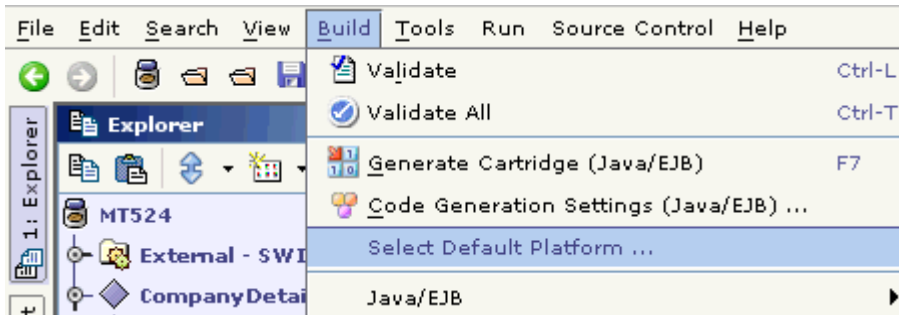 File Edit Search View Build Tools Run Source Control Help
Validate Ctrl-L
Validate All Ctrl-T
1: Explorer
Explorer
Generate Cartridge (Java/EJB) F7
MT524
Code Generation Settings (Java/EJB) ...
External - SWI
Select Default Platform ...
CompanyDetai
Java/EJB